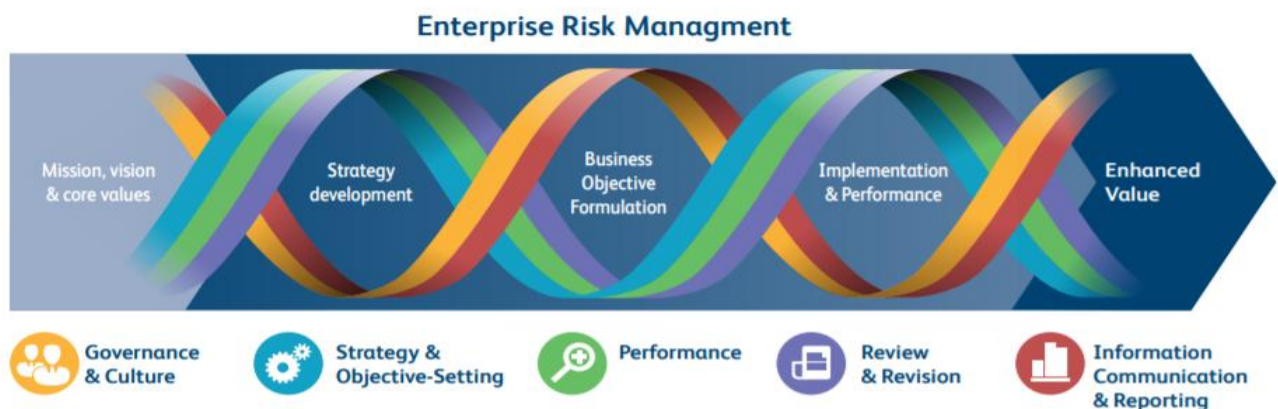 Enterprise Risk Managment
Mission, vision
& core values
Strategy
development
Business
Objective
Formulation
Implementation
& Performance
Enhanced
Value
Governance
& Culture
Strategy &
Objective-Setting
Performance
Review
& Revision
Information
Communication
& Reporting